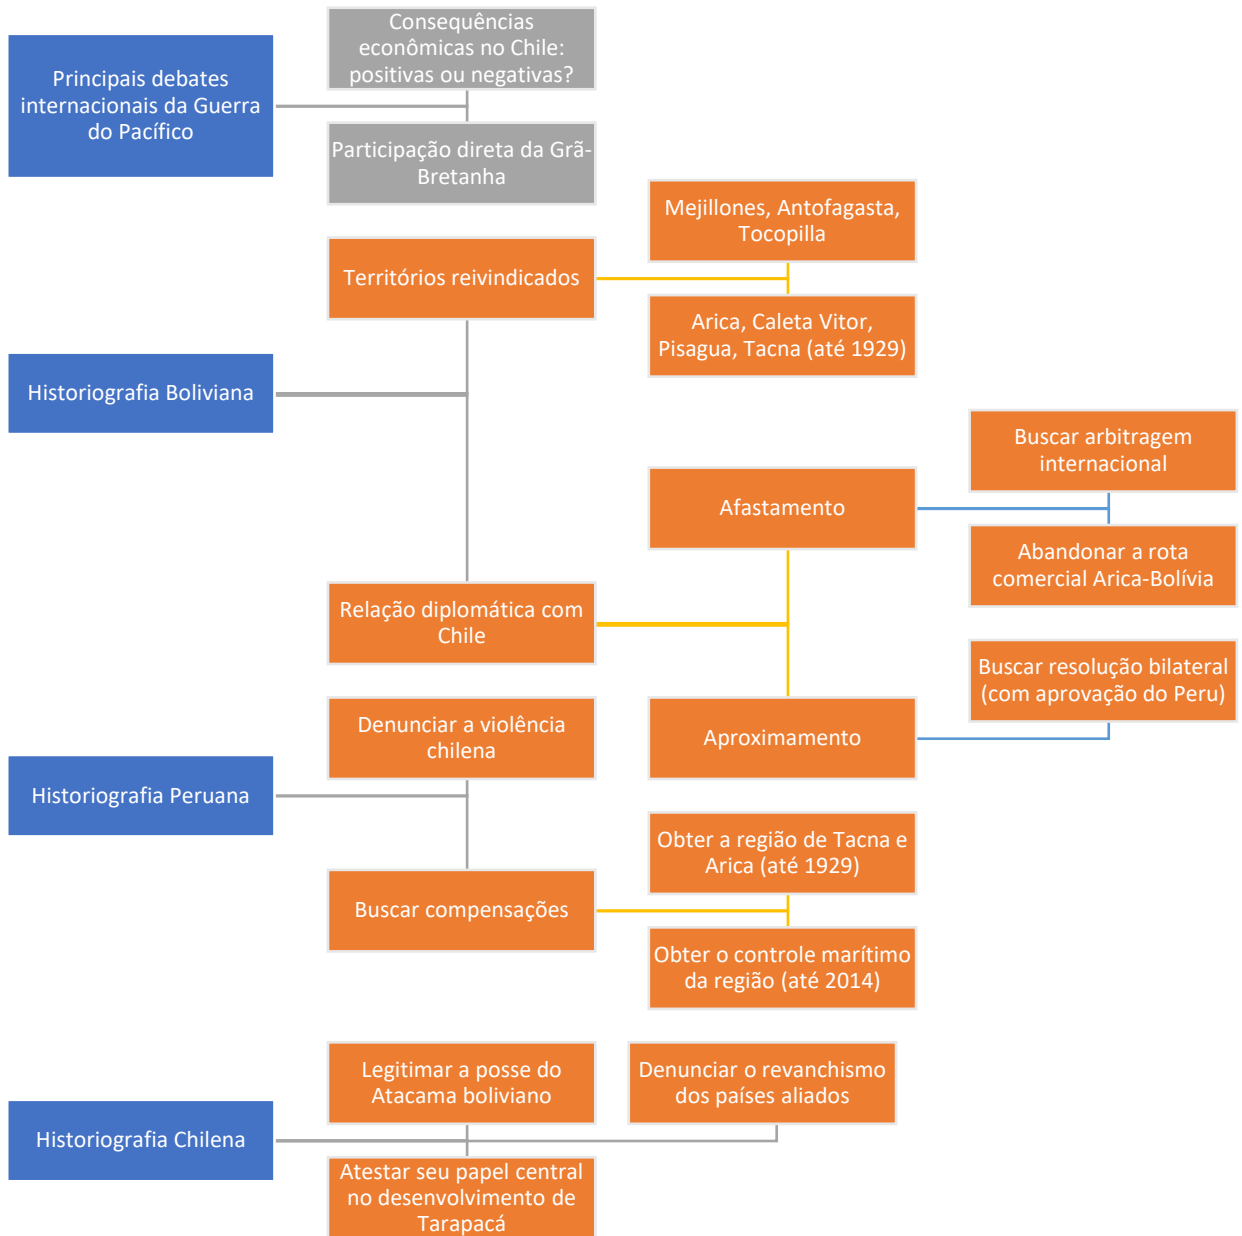 Principais debates
internacionais da Guerra
do Pacífico
Consequências
econômicas no Chile:
positivas ou negativas?
Participação direta da Grã-
Bretanha
Historiografia Boliviana
Territórios reivindicados
Mejillones, Antofagasta,
Tocopilla
Arica, Caleta Vitor,
Pisagua, Tacna (até 1929)
Relação diplomática com
Chile
Afastamento
Buscar arbitragem
internacional
Abandonar a rota
comercial Arica-Bolívia
Aproximamento
Buscar resolução bilateral
(com aprovação do Peru)
Historiografia Peruana
Denunciar a violência
chilena
Buscar compensações
Obter a região de Tacna e
Arica (até 1929)
Obter o controle marítimo
da região (até 2014)
Historiografia Chilena
Legitimar a posse do
Atacama boliviano
Atestar seu papel central
no desenvolvimento de
Tarapacá
Denunciar o revanchismo
dos países aliados